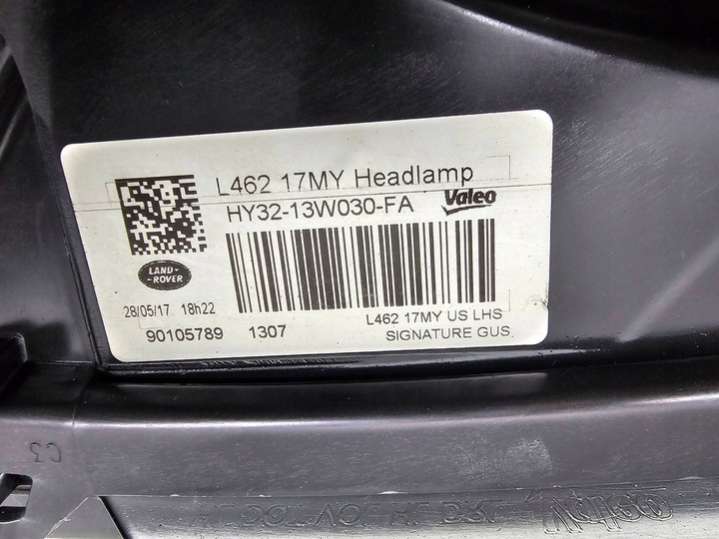 L462 17MY Headlamp
HY32-13W030-FA Valeo
LAND-
-ROVER
28/05/17 18h22
90105789 1307
L462 17MY US LHS
SIGNATURE GUS.
C3